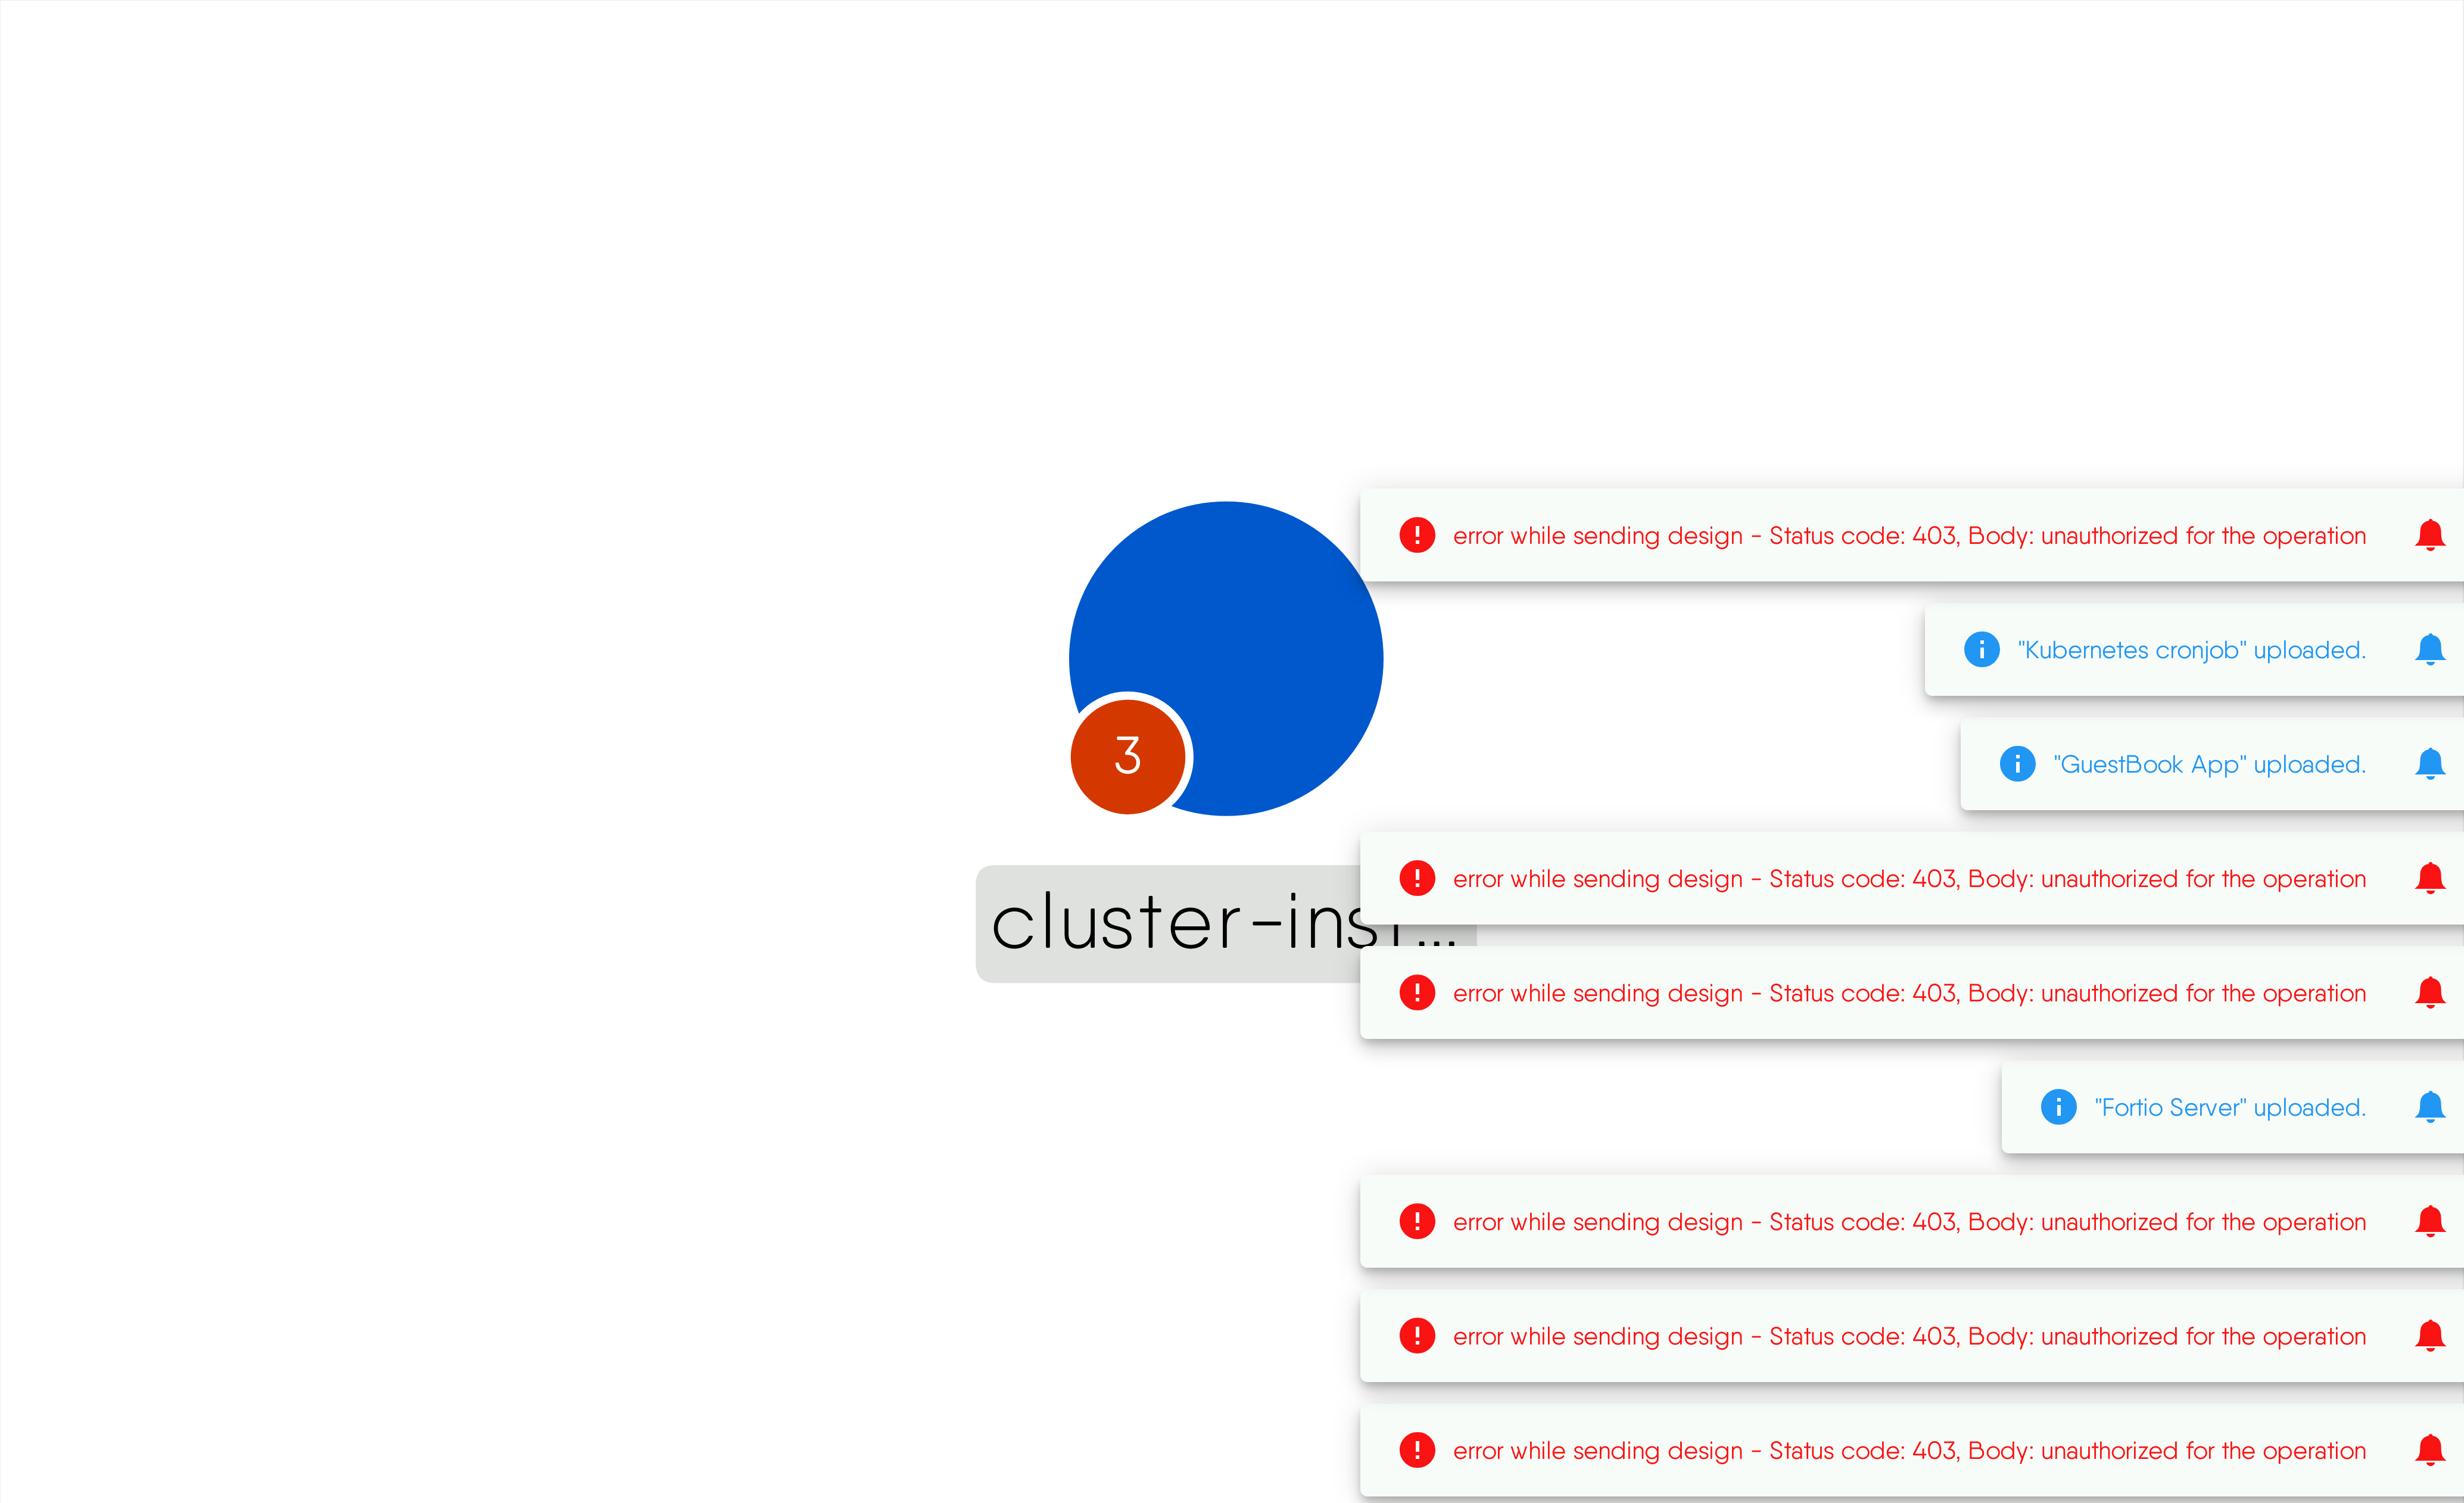 error while sending design - Status code: 403, Body: unauthorized for the operation
"Kubernetes cronjob" uploaded.
3
"GuestBook App" uploaded.
error while sending design - Status code: 403, Body: unauthorized for the operation
cluster-inst...
error while sending design - Status code: 403, Body: unauthorized for the operation
"Fortio Server" uploaded.
error while sending design - Status code: 403, Body: unauthorized for the operation
error while sending design - Status code: 403, Body: unauthorized for the operation
error while sending design - Status code: 403, Body: unauthorized for the operation